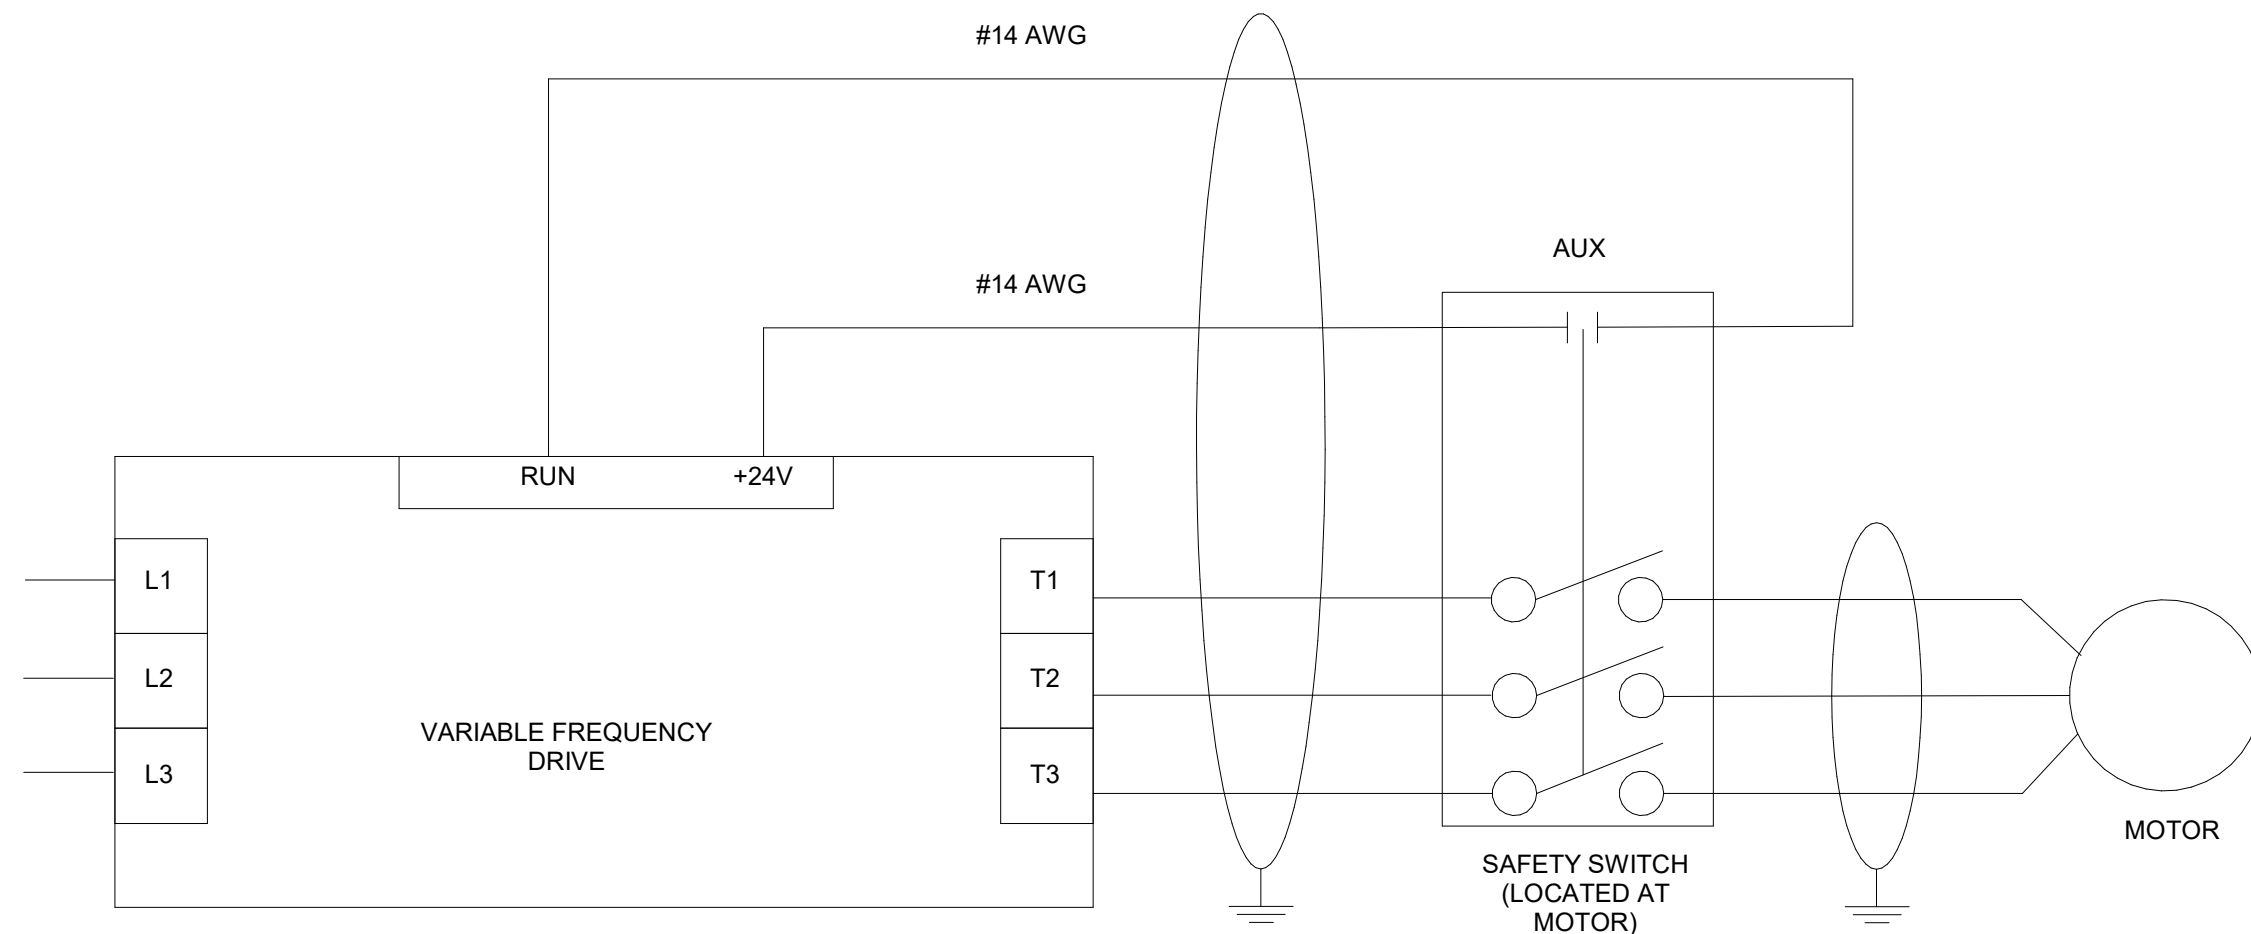 #14 AWG
AUX
#14 AWG
RUN
+24V
L1
T1
L2
T2
VARIABLE FREQUENCY
DRIVE
L3
T3
MOTOR
SAFETY SWITCH
(LOCATED AT
MOTOR)